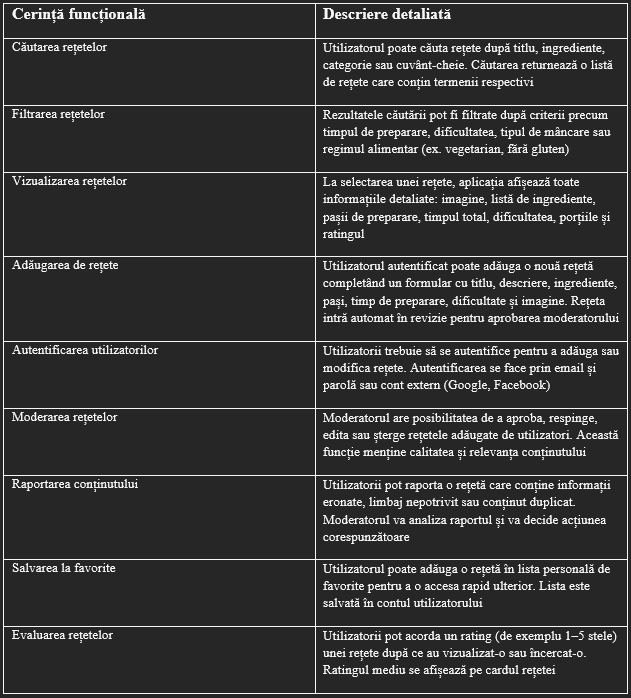 Cerință funcțională
Descriere detaliată
Căutarea rețetelor
Utilizatorul poate căuta rețete după titlu, ingrediente,
categorie sau cuvânt-cheie. Căutarea returnează o listă
de rețete care conțin termenii respectivi
Filtrarea rețetelor
Rezultatele căutării pot fi filtrate după criterii precum
timpul de preparare, dificultatea, tipul de mâncare sau
regimul alimentar (ex. vegetarian, fără gluten)
Vizualizarea rețetelor
La selectarea unei rețete, aplicația afișează toate
informațiile detaliate: imagine, listă de ingrediente,
pașii de preparare, timpul total, dificultatea, porțiile și
ratingul
Adăugarea de rețete
Utilizatorul autentificat poate adăuga o nouă rețetă
completând un formular cu titlu, descriere, ingrediente,
pași, timp de preparare, dificultate și imagine. Rețeta
intră automat în revizie pentru aprobarea moderatorului
Autentificarea utilizatorilor
Utilizatorii trebuie să se autentifice pentru a adăuga sau
modifica rețete. Autentificarea se face prin email și
parolă sau cont extern (Google, Facebook)
Moderarea rețetelor
Moderatorul are posibilitatea de a aproba, respinge,
edita sau șterge rețetele adăugate de utilizatori. Această
funcție menține calitatea și relevanța conținutului
Raportarea conținutului
Utilizatorii pot raporta o rețetă care conține informații
eronate, limbaj nepotrivit sau conținut duplicat.
Moderatorul va analiza raportul și va decide acțiunea
corespunzătoare
Salvarea la favorite
Utilizatorul poate adăuga o rețetă în lista personală de
favorite pentru a o accesa rapid ulterior. Lista este
salvată în contul utilizatorului
Evaluarea rețetelor
Utilizatorii pot acorda un rating (de exemplu 1–5 stele)
unei rețete după ce au vizualizat-o sau încercat-o.
Ratingul mediu se afișează pe cardul rețetei